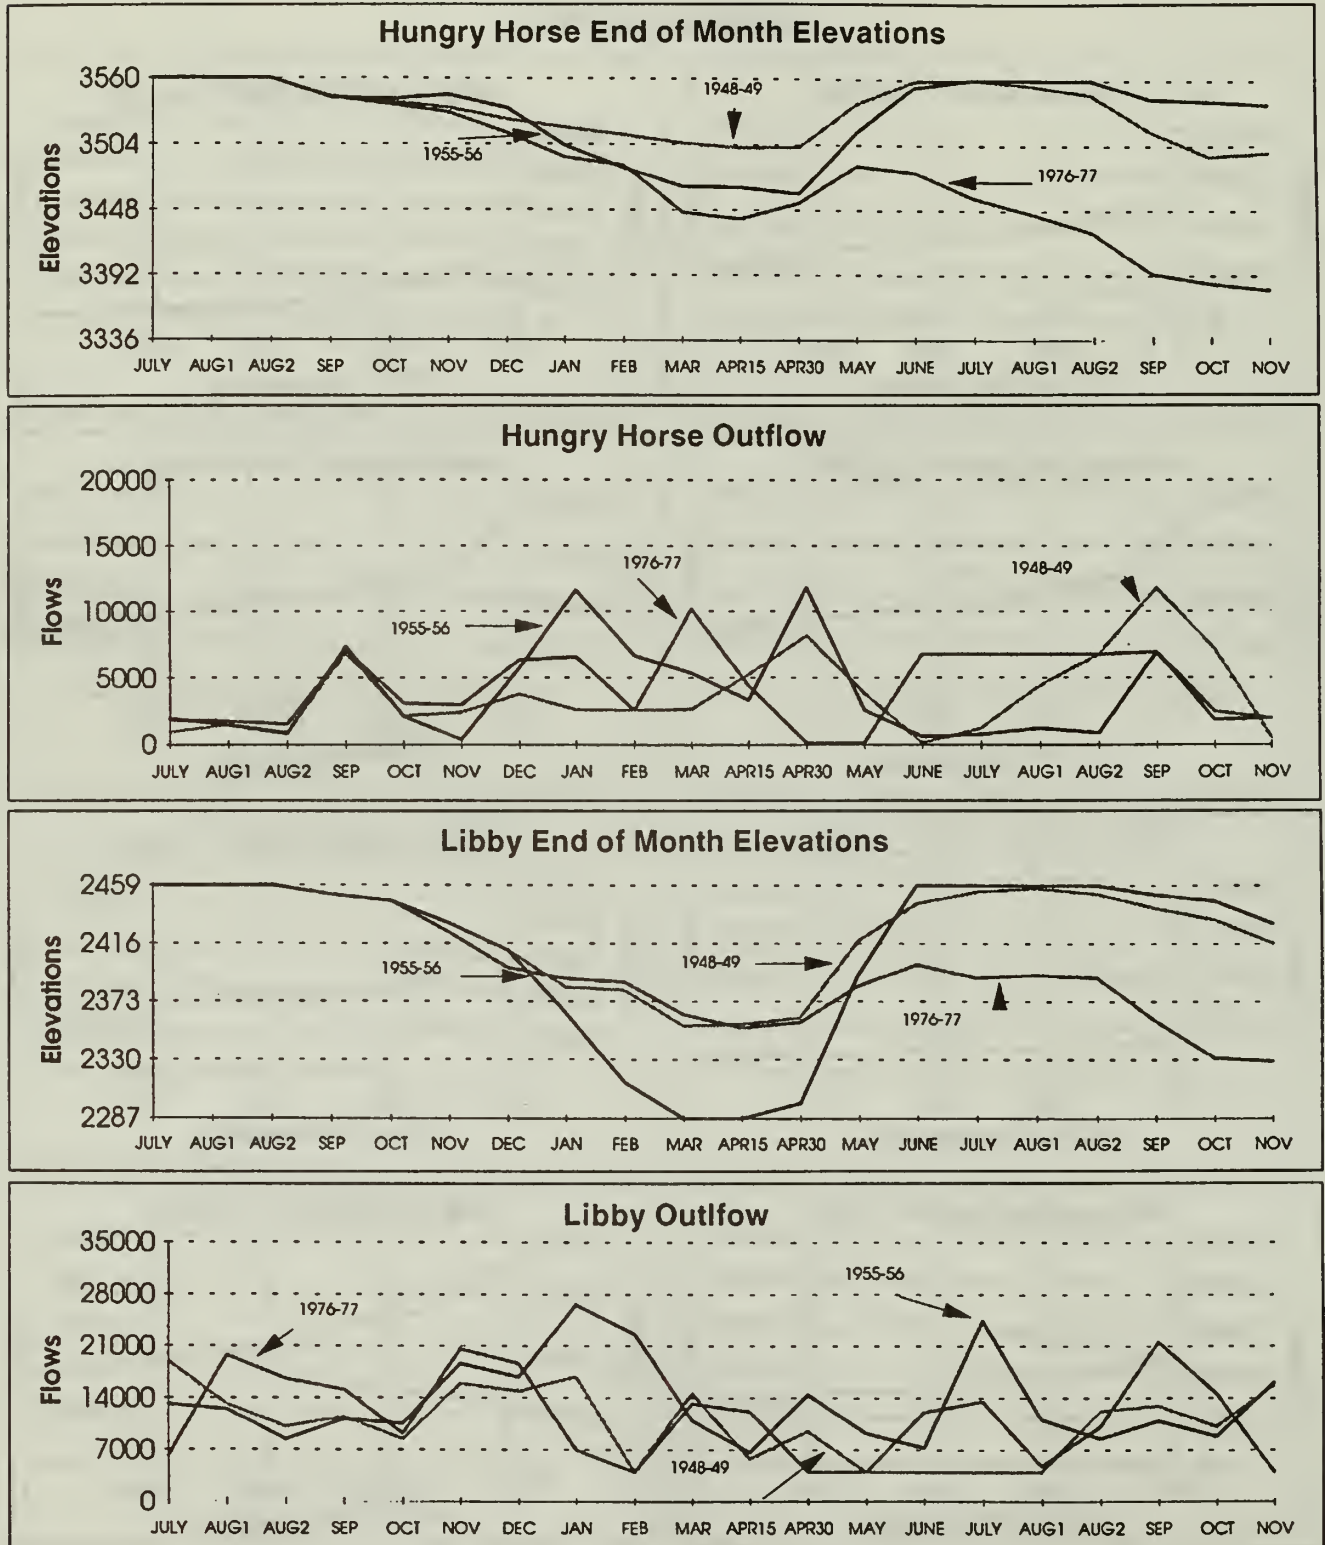 Hungry Horse End of Month Elevations
Elevations
3560
3504
3448
3392
3336
1948-49
1955-56
1976-77
JULY AUG1 AUG2 SEP OCT NOV DEC JAN FEB MAR APR15 APR30 MAY JUNE JULY AUG1 AUG2 SEP OCT NOV
Hungry Horse Outflow
Flows
20000
15000
10000
5000
0
1976-77
1948-49
1955-56
JULY AUG1 AUG2 SEP OCT NOV DEC JAN FEB MAR APR15 APR30 MAY JUNE JULY AUG1 AUG2 SEP OCT NOV
Libby End of Month Elevations
Elevations
2459
2416
2373
2330
2287
1955-56
1948-49
1976-77
JULY AUG1 AUG2 SEP OCT NOV DEC JAN FEB MAR APR15 APR30 MAY JUNE JULY AUG1 AUG2 SEP OCT NOV
Libby Outlfow
Flows
35000
28000
21000
14000
7000
0
1955-56
1976-77
1948-49
JULY AUG1 AUG2 SEP OCT NOV DEC JAN FEB MAR APR15 APR30 MAY JUNE JULY AUG1 AUG2 SEP OCT NOV